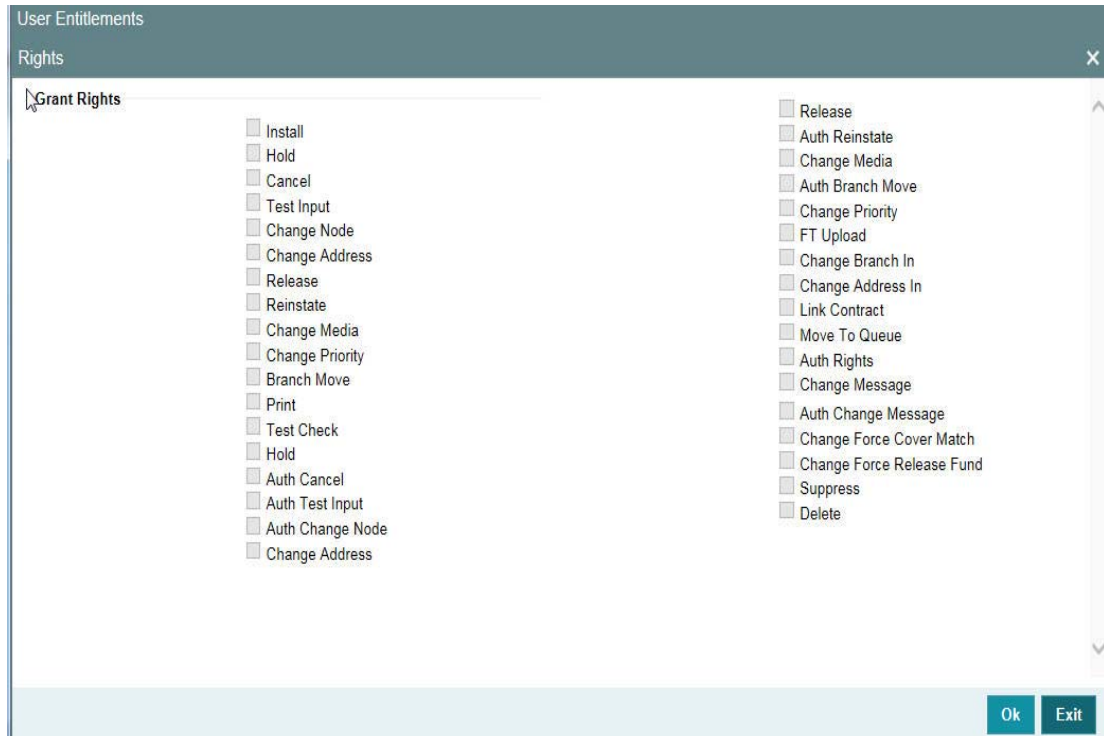 User Entitlements
Rights
Grant Rights
Install
Hold
Cancel
Test Input
Change Node
Change Address
Release
Reinstate
Change Media
Change Priority
Branch Move
Print
Test Check
Hold
Auth Cancel
Auth Test Input
Auth Change Node
Change Address
Release
Auth Reinstate
Change Media
Auth Branch Move
Change Priority
FT Upload
Change Branch In
Change Address In
Link Contract
Move To Queue
Auth Rights
Change Message
Auth Change Message
Change Force Cover Match
Change Force Release Fund
Suppress
Delete
Ok Exit